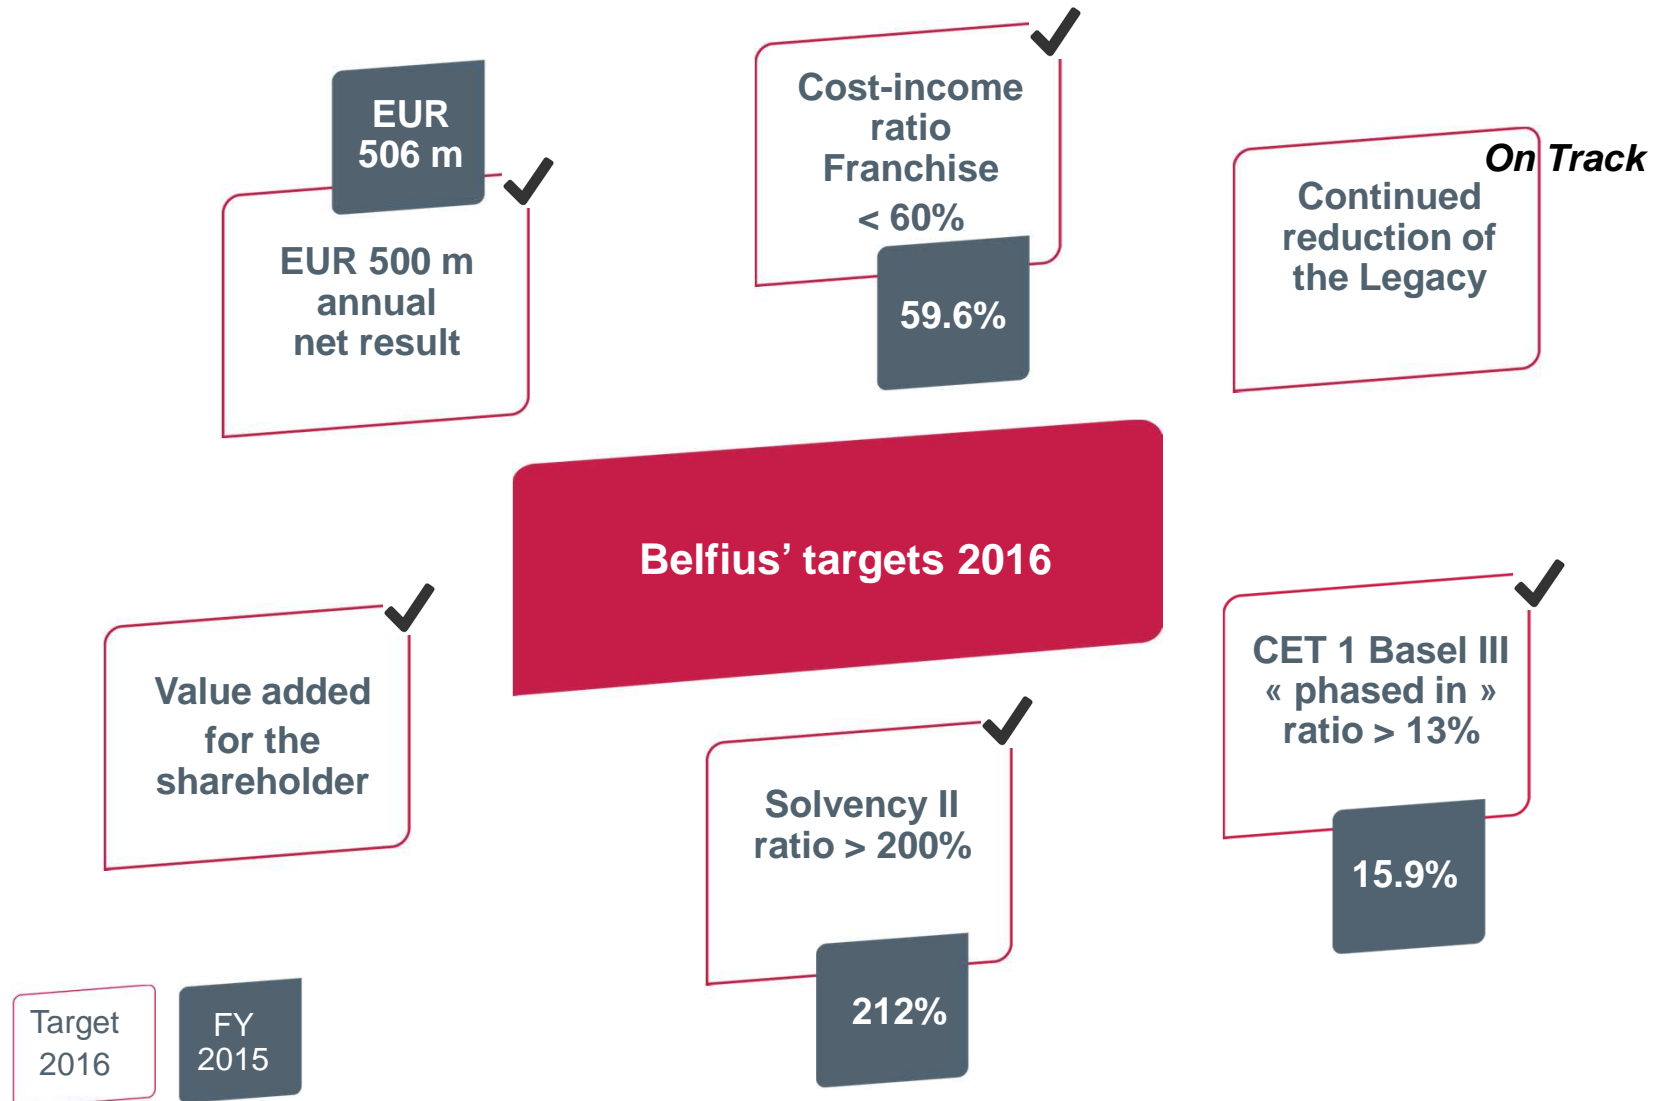 EUR
506 m
EUR 500 m
annual
net result
Cost-income
ratio
Franchise
< 60%
59.6%
On Track
Continued
reduction of
the Legacy
Belfius’ targets 2016
Value added
for the
shareholder
Solvency II
ratio > 200%
212%
CET 1 Basel III
« phased in »
ratio > 13%
15.9%
Target
2016
FY
2015